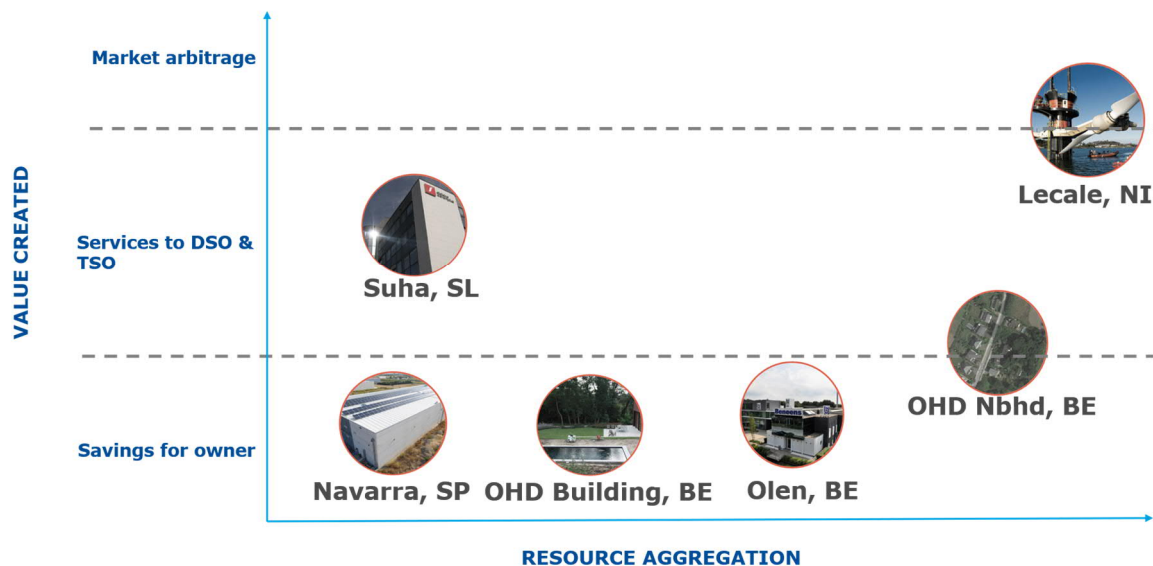 Market arbitrage
VALUE CREATED
Services to DSO &
TSO
Savings for owner
Lecale, NI
Suha, SL
OHD Nbhd, BE
Navarra, SP
OHD Building, BE
Olen, BE
RESOURCE AGGREGATION